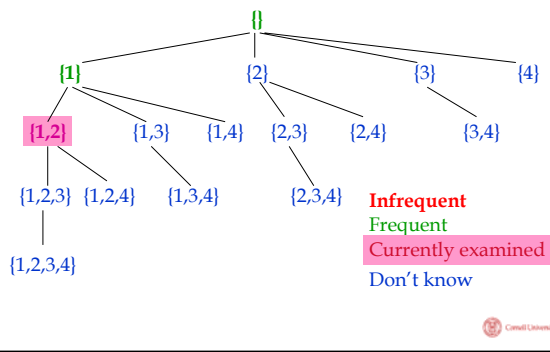 {}
{1} {2} {3} {4}
{1,2} {1,3} {1,4} {2,3} {2,4} {3,4}
{1,2,3} {1,2,4} {1,3,4} {2,3,4}
{1,2,3,4}
Infrequent
Frequent
Currently examined
Don't know
Cornell